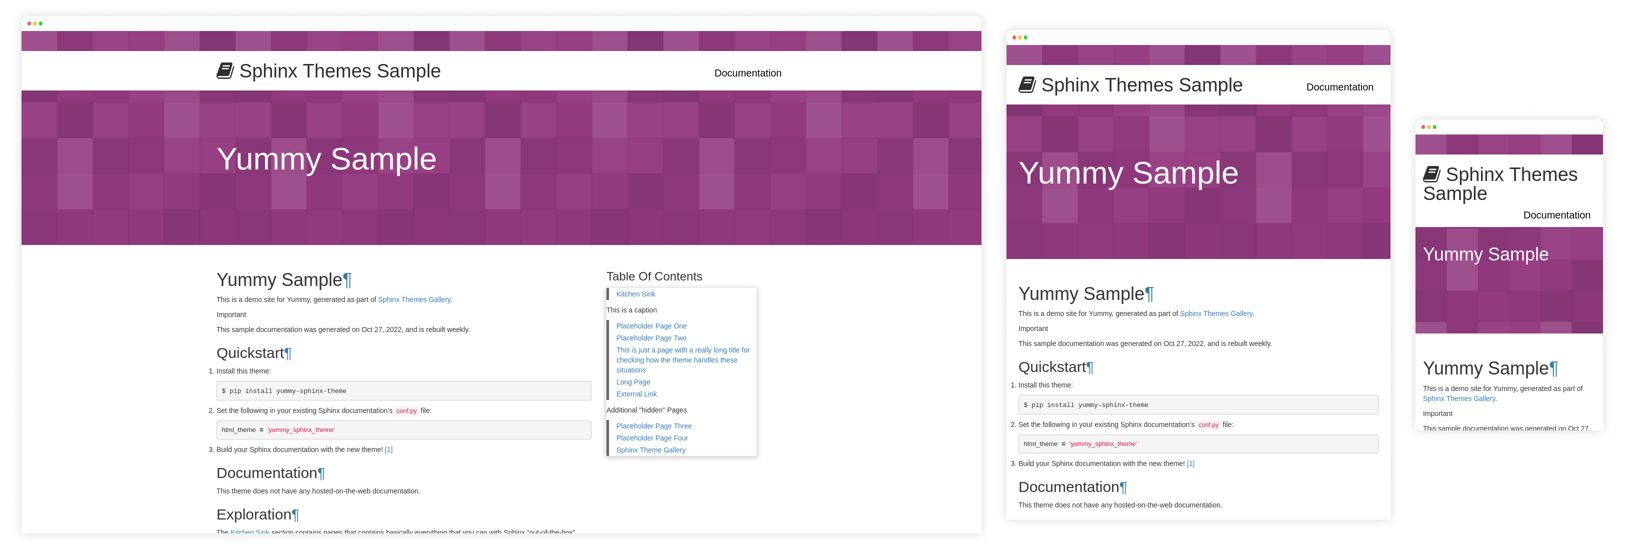 Sphinx Themes Sample
Documentation
Yummy Sample
Yummy Sample¶
This is a demo site for Yummy, generated as part of Sphinx Themes Gallery.
Important
This sample documentation was generated on Oct 27, 2022, and is rebuilt weekly.
Quickstart¶
1. Install this theme:
$ pip install yummy-sphinx-theme
2. Set the following in your existing Sphinx documentation's conf.py file:
html_theme = 'yummy_sphinx_theme'
3. Build your Sphinx documentation with the new theme! [1]
Documentation¶
This theme does not have any hosted-on-the-web documentation.
Exploration¶
The Kitchen Sink section contains pages that contains basically everything that you can with Sphinx "out-of-the-box".
Table Of Contents
Kitchen Sink
This is a caption
Placeholder Page One
Placeholder Page Two
This is just a page with a really long title for
checking how the theme handles these
situations
Long Page
External Link
Additional "hidden" Pages
Placeholder Page Three
Placeholder Page Four
Sphinx Theme Gallery
Sphinx Themes Sample
Documentation
Yummy Sample
Yummy Sample¶
This is a demo site for Yummy, generated as part of Sphinx Themes Gallery.
Important
This sample documentation was generated on Oct 27, 2022, and is rebuilt weekly.
Quickstart¶
1. Install this theme:
$ pip install yummy-sphinx-theme
2. Set the following in your existing Sphinx documentation's conf.py file:
html_theme = 'yummy_sphinx_theme'
3. Build your Sphinx documentation with the new theme! [1]
Documentation¶
This theme does not have any hosted-on-the-web documentation.
Sphinx Themes
Sample
Documentation
Yummy Sample
Yummy Sample¶
This is a demo site for Yummy, generated as part of
Sphinx Themes Gallery.
Important
This sample documentation was generated on Oct 27,